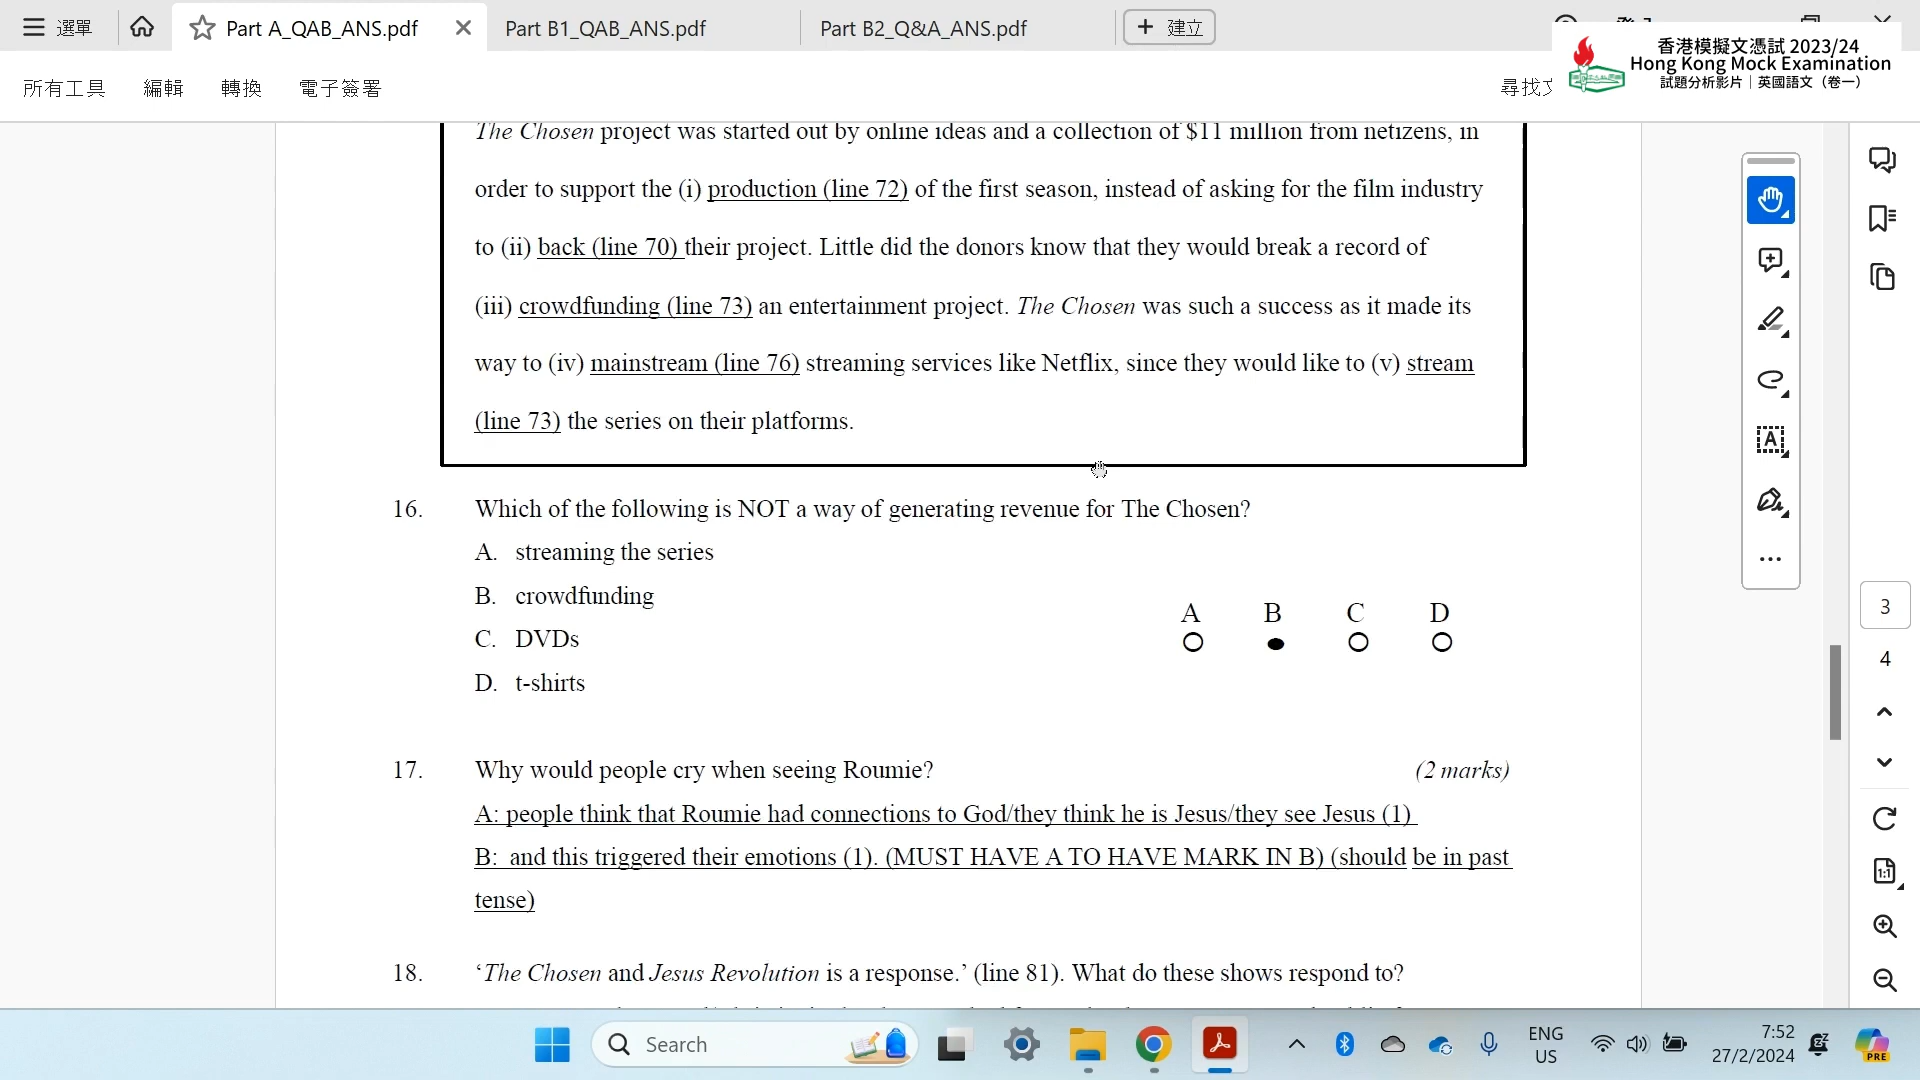 選單
Part A_QAB_ANS.pdf
Part B1_QAB_ANS.pdf
Part B2_Q&A_ANS.pdf
建立
香港模擬文憑試 2023/24
Hong Kong Mock Examination
試題分析影片｜英國語文（卷一）
所有工具
編輯
轉換
電子簽署
尋找文
The Chosen project was started out by online ideas and a collection of $11 million from netizens, in
order to support the (i) production (line 72) of the first season, instead of asking for the film industry
to (ii) back (line 70) their project. Little did the donors know that they would break a record of
(iii) crowdfunding (line 73) an entertainment project. The Chosen was such a success as it made its
way to (iv) mainstream (line 76) streaming services like Netflix, since they would like to (v) stream
(line 73) the series on their platforms.
16. Which of the following is NOT a way of generating revenue for The Chosen?
A. streaming the series
B. crowdfunding
C. DVDs
D. t-shirts
A B C D
17. Why would people cry when seeing Roumie? (2 marks)
A: people think that Roumie had connections to God/they think he is Jesus/they see Jesus (1)
B: and this triggered their emotions (1). (MUST HAVE A TO HAVE MARK IN B) (should be in past
tense)
18. ‘The Chosen and Jesus Revolution is a response.’ (line 81). What do these shows respond to?
A
3
4
1:1
Search
ENG
US
7:52
27/2/2024
PRE